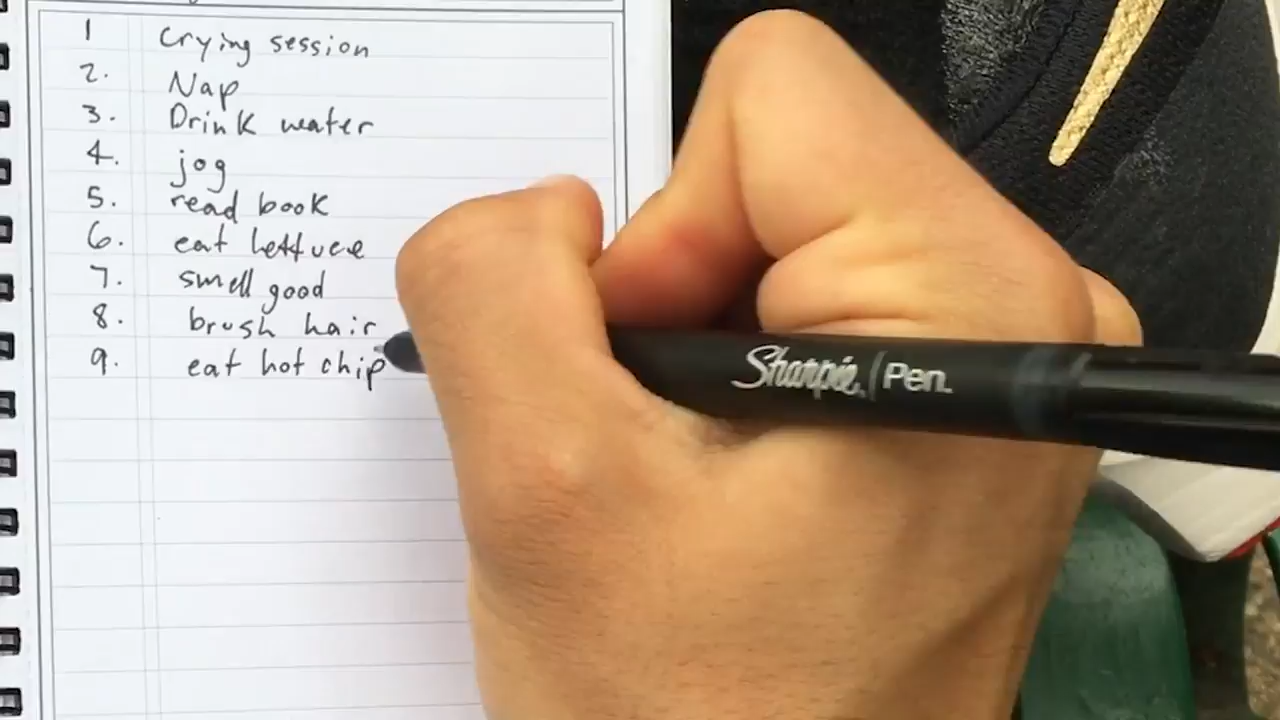 1 Crying session
2. Nap
3. Drink water
4. jog
5. read book
6. eat lettuce
7. smell good
8. brush hair
9. eat hot chip
Sharpie. Pen.